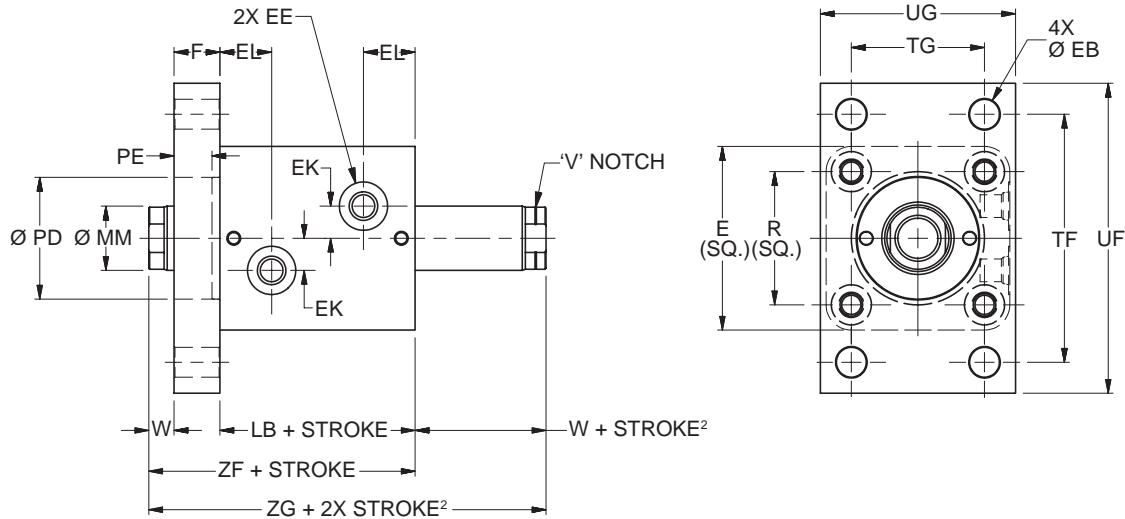 2X EE
F
EL
EL
PE
EK
'V' NOTCH
Ø PD
Ø MM
EK
W
LB + STROKE
W + STROKE²
ZF + STROKE
ZG + 2X STROKE²
UG
TG
4X
Ø EB
E
(SQ.)
R
(SQ.)
TF
UF